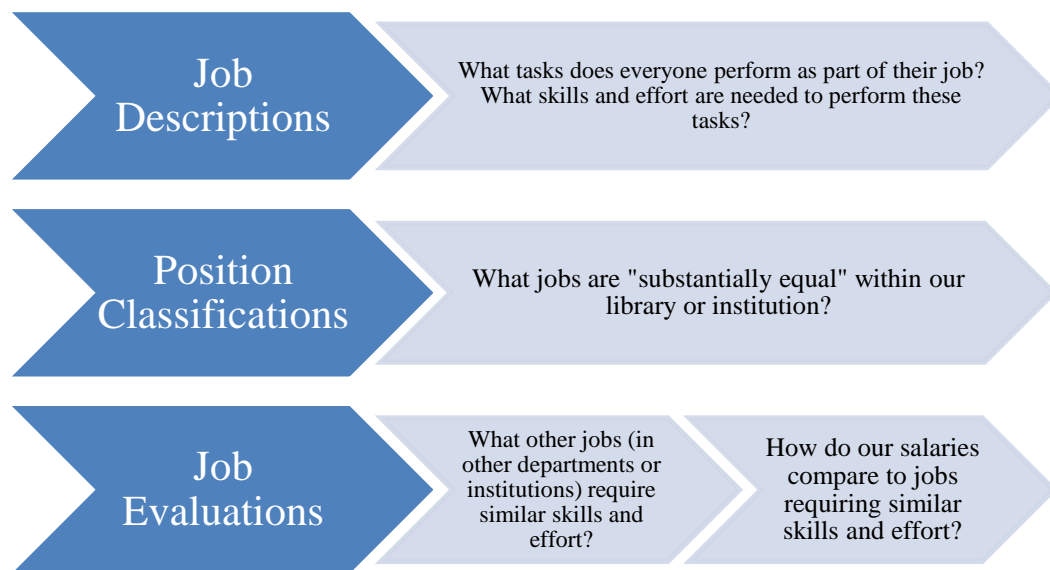 Job
Descriptions
What tasks does everyone perform as part of their job?
What skills and effort are needed to perform these
tasks?
Position
Classifications
What jobs are "substantially equal" within our
library or institution?
Job
Evaluations
What other jobs (in
other departments or
institutions) require
similar skills and
effort?
How do our salaries
compare to jobs
requiring similar
skills and effort?